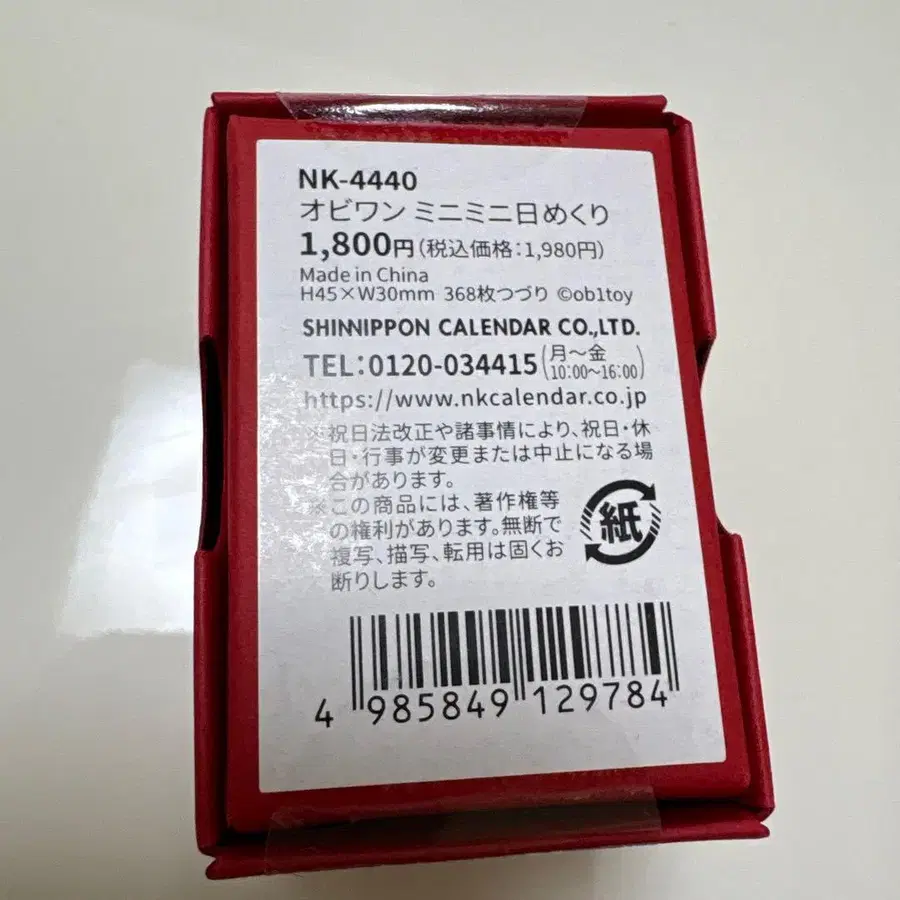 NK-4440
オビワン ミニミニ日めくり
1,800円(税込価格:1,980円)
Made in China
H45×W30mm 368枚つづり ©ob1toy
SHINNIPPON CALENDAR CO.,LTD.
TEL:0120-034415(月～金 10:00～16:00)
https://www.nkcalendar.co.jp
※祝日法改正や諸事情により、祝日・休
日・行事が変更または中止になる場
合があります。
※この商品には、著作権等
の権利があります。無断で
複写、描写、転用は固くお
断りします。
紙
4 985849 129784